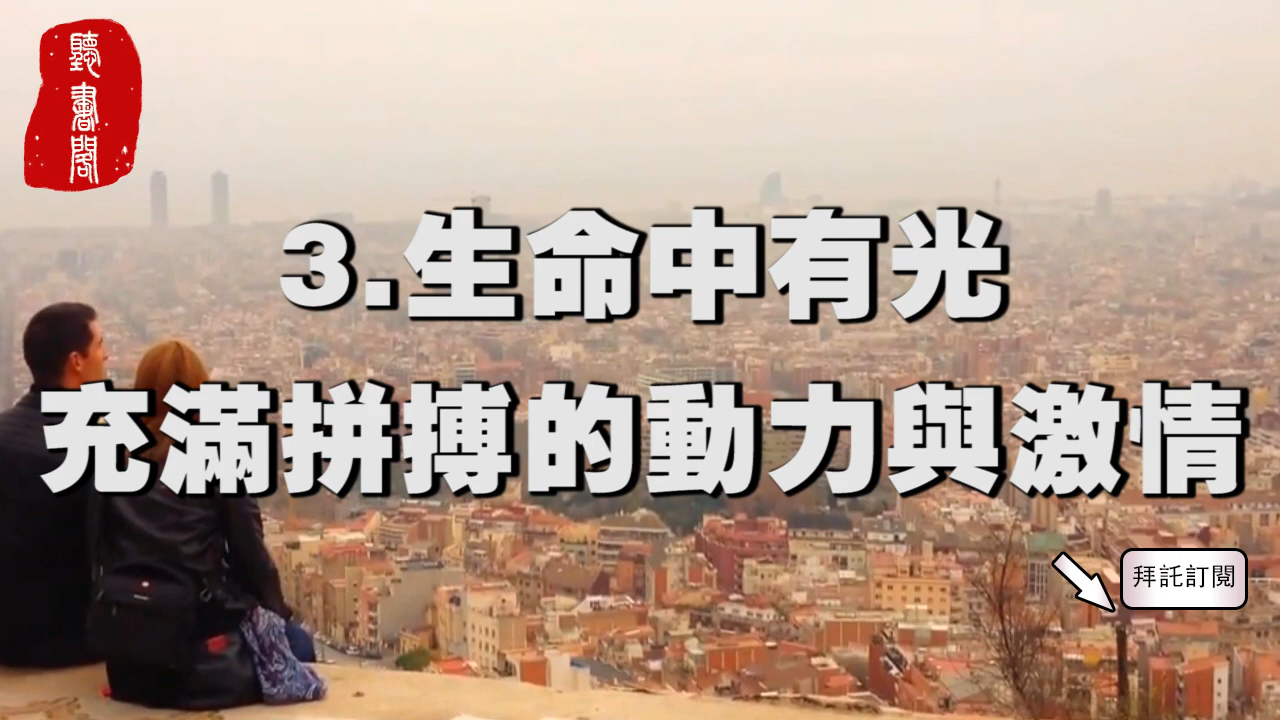 聽書閣
3.生命中有光
充滿拼搏的動力與激情
拜託訂閱